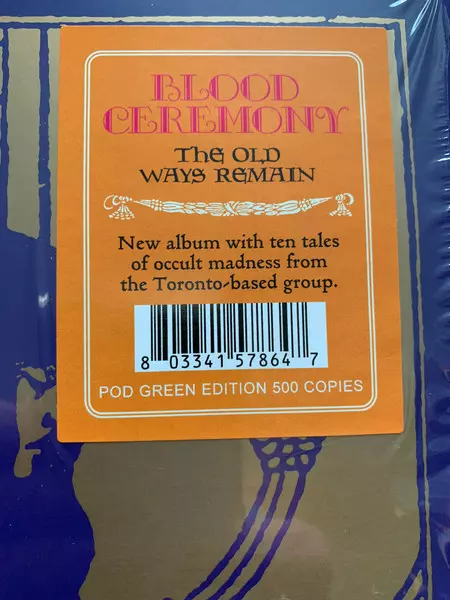 BLOOD
CEREMONY
The OLD
WAYS REMAIN
New album with ten tales
of occult madness from
the Toronto-based group.
8 03341 57864 7
POD GREEN EDITION 500 COPIES